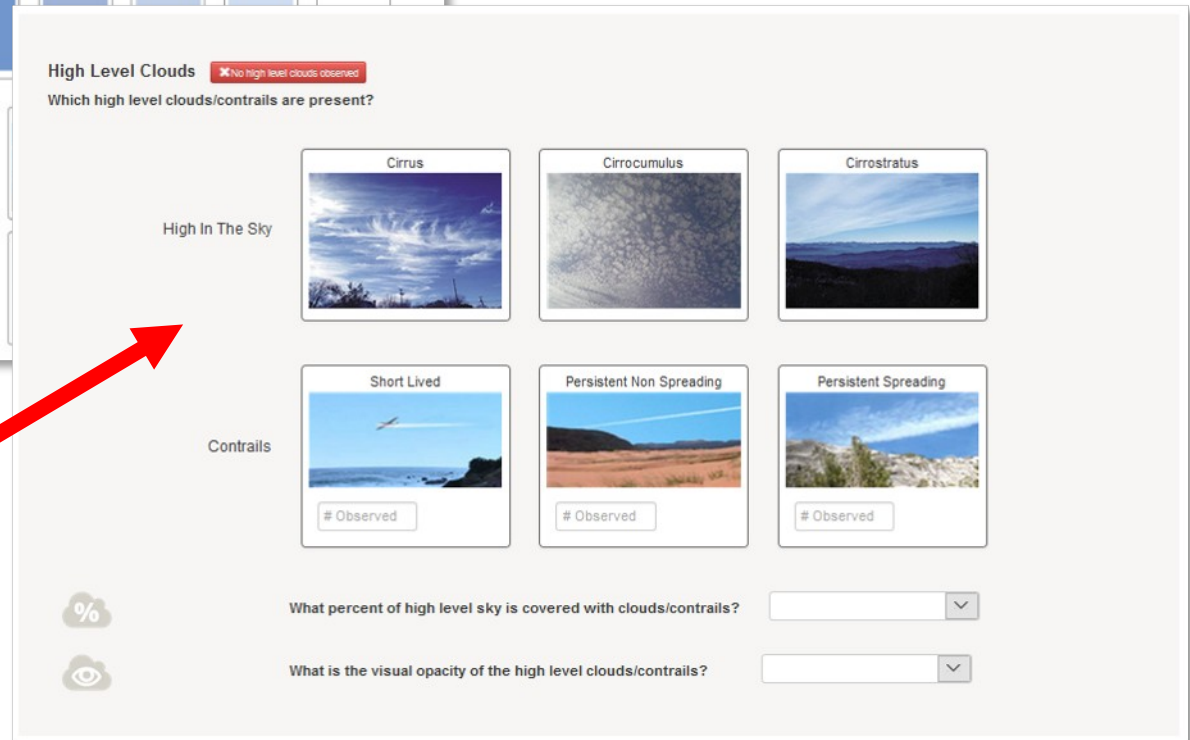 High Level Clouds ✖No high level clouds observed
Which high level clouds/contrails are present?
High In The Sky
Cirrus
Cirrocumulus
Cirrostratus
Contrails
Short Lived
Persistent Non Spreading
Persistent Spreading
# Observed
# Observed
# Observed
%
What percent of high level sky is covered with clouds/contrails?
What is the visual opacity of the high level clouds/contrails?